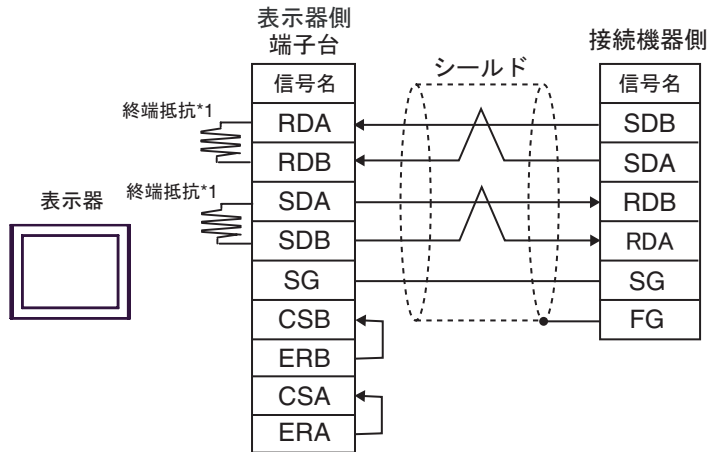 表示器側
端子台
接続機器側
シールド
信号名
信号名
終端抵抗*1
RDA
SDB
RDB
SDA
終端抵抗*1
表示器
SDA
RDB
SDB
RDA
SG
SG
CSB
FG
ERB
CSA
ERA